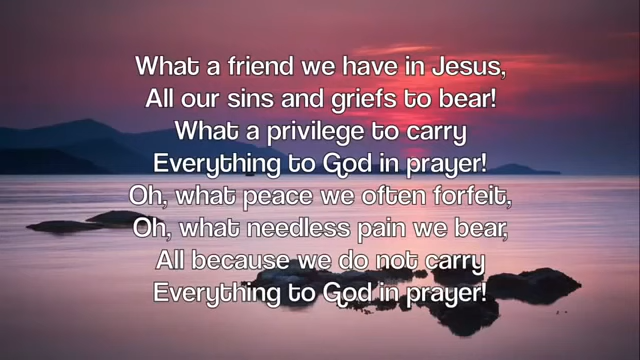 What a friend we have in Jesus,
All our sins and griefs to bear!
What a privilege to carry
Everything to God in prayer!
Oh, what peace we often forfeit,
Oh, what needless pain we bear,
All because we do not carry
Everything to God in prayer!